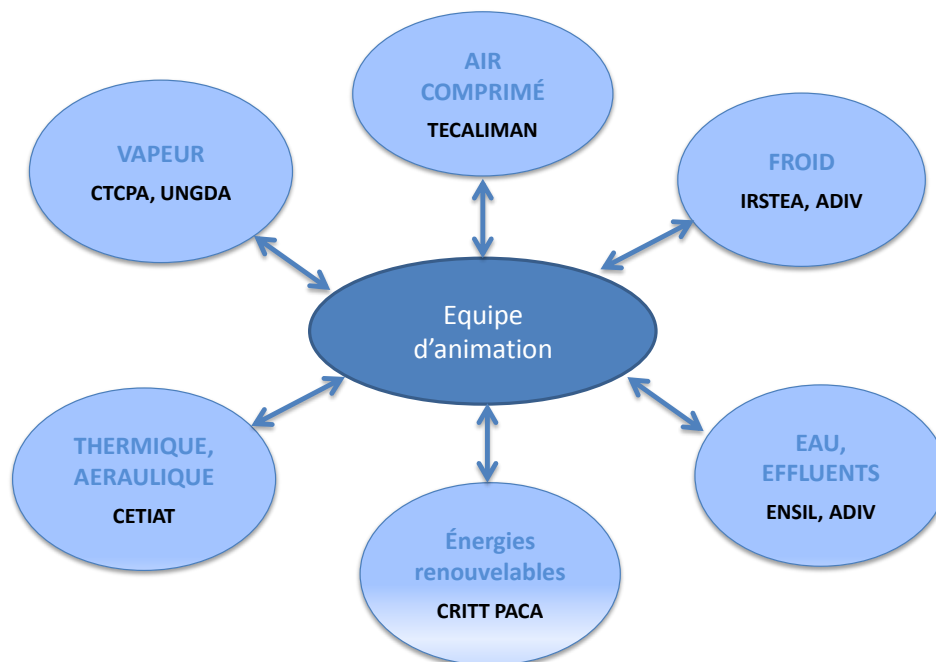 AIR
COMPRIMÉ
TECALIMAN
VAPEUR
CTCPA, UNGDA
FROID
IRSTEA, ADIV
Equipe
d’animation
THERMIQUE,
AERAULIQUE
CETIAT
EAU,
EFFLUENTS
ENSIL, ADIV
Énergies
renouvelables
CRITT PACA